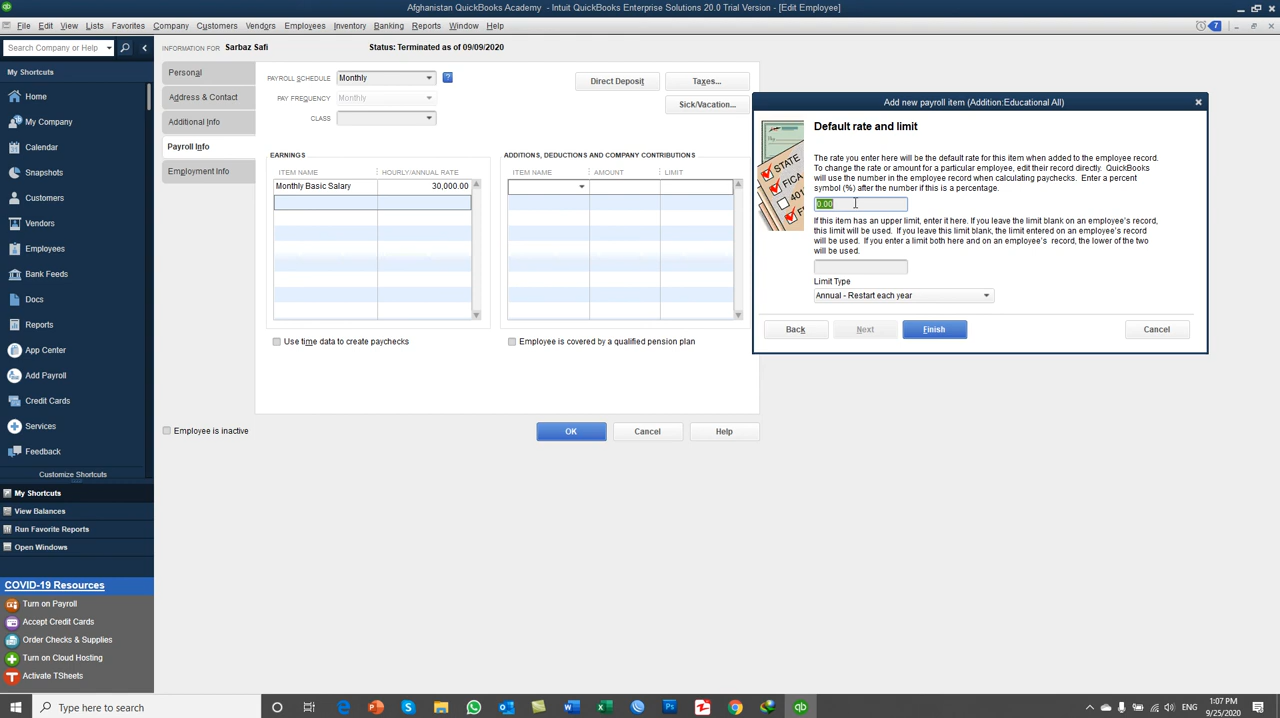 Afghanistan QuickBooks Academy - Intuit QuickBooks Enterprise Solutions 20.0 Trial Version - [Edit Employee]
File Edit View Lists Favorites Company Customers Vendors Employees Inventory Banking Reports Window Help
7
Search Company or Help
My Shortcuts
Home
My Company
Calendar
Snapshots
Customers
Vendors
Employees
Bank Feeds
Docs
Reports
App Center
Add Payroll
Credit Cards
Services
Feedback
Customize Shortcuts
My Shortcuts
View Balances
Run Favorite Reports
Open Windows
COVID-19 Resources
Turn on Payroll
Accept Credit Cards
Order Checks & Supplies
Turn on Cloud Hosting
Activate TSheets
INFORMATION FOR Sarbaz Safi Status: Terminated as of 09/09/2020
Personal
Address & Contact
Additional Info
Payroll Info
Employment Info
PAYROLL SCHEDULE Monthly ?
PAY FREQUENCY Monthly
CLASS
Direct Deposit Taxes...
Sick/Vacation...
EARNINGS
ITEM NAME HOURLY/ANNUAL RATE
Monthly Basic Salary 30,000.00
Use time data to create paychecks
ADDITIONS, DEDUCTIONS AND COMPANY CONTRIBUTIONS
ITEM NAME AMOUNT LIMIT
Employee is covered by a qualified pension plan
Employee is inactive
OK Cancel Help
Add new payroll item (Addition:Educational All)
STATE
FICA
Default rate and limit
The rate you enter here will be the default rate for this item when added to the employee record.
To change the rate or amount for a particular employee, edit their record directly. QuickBooks
will use the number in the employee record when calculating paychecks. Enter a percent
symbol (%) after the number if this is a percentage.
0.00
If this item has an upper limit, enter it here. If you leave the limit blank on an employee's record,
this limit will be used. If you leave this limit blank, the limit entered on an employee's record
will be used. If you enter a limit both here and on an employee's record, the lower of the two
will be used.
Limit Type
Annual - Restart each year
Back Next Finish Cancel
Type here to search
1:07 PM
9/25/2020